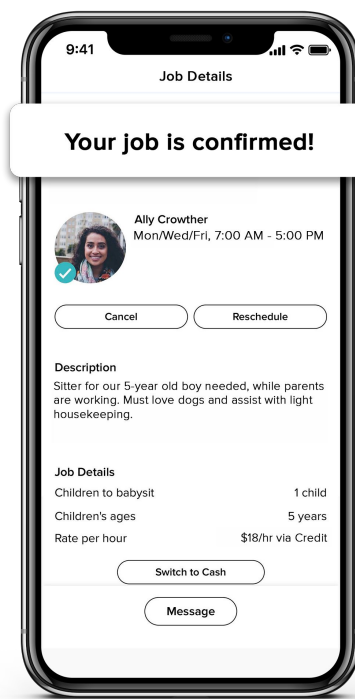 9:41
Job Details
Your job is confirmed!
Ally Crowther
Mon/Wed/Fri, 7:00 AM - 5:00 PM
Cancel Reschedule
Description
Sitter for our 5-year old boy needed, while parents
are working. Must love dogs and assist with light
housekeeping.
Job Details
Children to babysit 1 child
Children's ages 5 years
Rate per hour $18/hr via Credit
Switch to Cash
Message